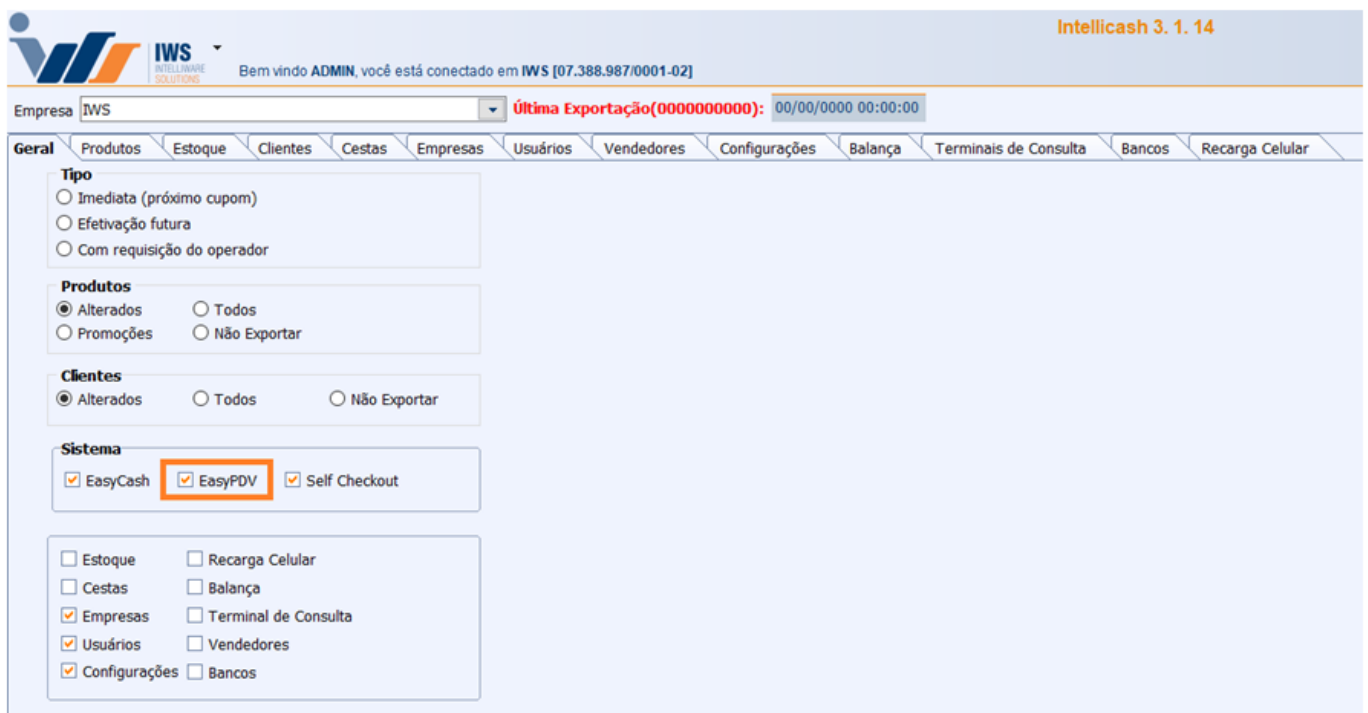 Intellicash 3. 1. 14
IWS
INTELLIWARE
SOLUTIONS
Bem vindo ADMIN, você está conectado em IWS [07.388.987/0001-02]
Empresa IWS Última Exportação(0000000000): 00/00/0000 00:00:00
Geral Produtos Estoque Clientes Cestas Empresas Usuários Vendedores Configurações Balança Terminais de Consulta Bancos Recarga Celular
Tipo
Imediata (próximo cupom)
Efetivação futura
Com requisição do operador
Produtos
Alterados Todos
Promoções Não Exportar
Clientes
Alterados Todos Não Exportar
Sistema
EasyCash EasyPDV Self Checkout
Estoque Recarga Celular
Cestas Balança
Empresas Terminal de Consulta
Usuários Vendedores
Configurações Bancos